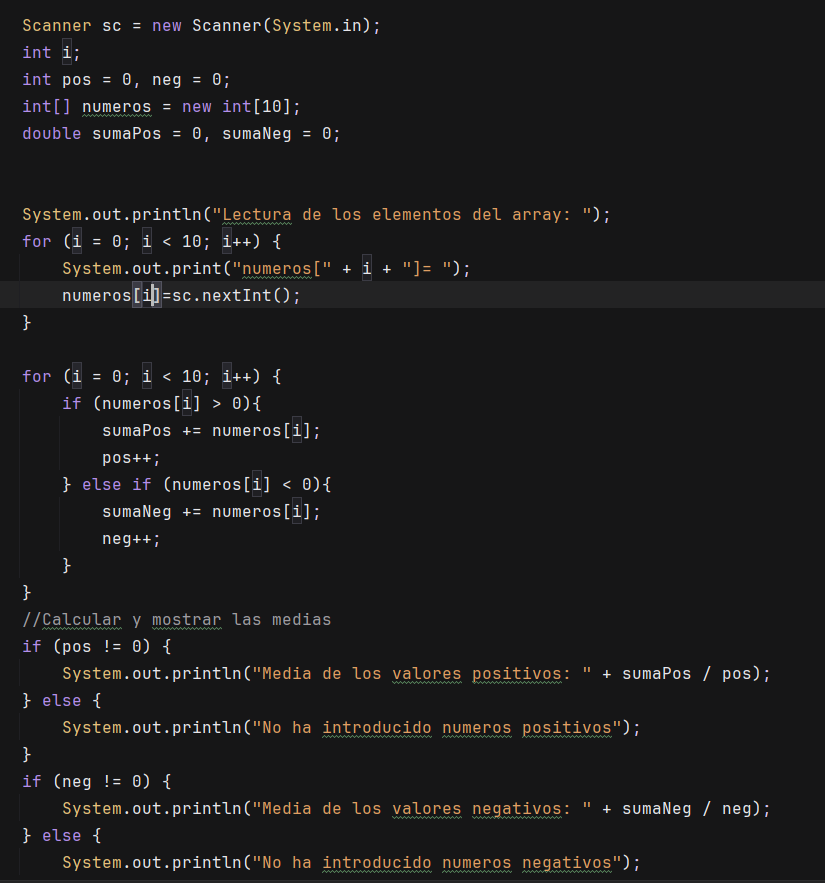 Scanner sc = new Scanner(System.in);
int i;
int pos = 0, neg = 0;
int[] numeros = new int[10];
double sumaPos = 0, sumaNeg = 0;
System.out.println("Lectura de los elementos del array: ");
for (i = 0; i < 10; i++) {
    System.out.print("numeros[" + i + "]= ");
    numeros[i]=sc.nextInt();
}
for (i = 0; i < 10; i++) {
    if (numeros[i] > 0){
        sumaPos += numeros[i];
        pos++;
    } else if (numeros[i] < 0){
        sumaNeg += numeros[i];
        neg++;
    }
}
//Calcular y mostrar las medias
if (pos != 0) {
    System.out.println("Media de los valores positivos: " + sumaPos / pos);
} else {
    System.out.println("No ha introducido numeros positivos");
}
if (neg != 0) {
    System.out.println("Media de los valores negativos: " + sumaNeg / neg);
} else {
    System.out.println("No ha introducido numeros negativos");